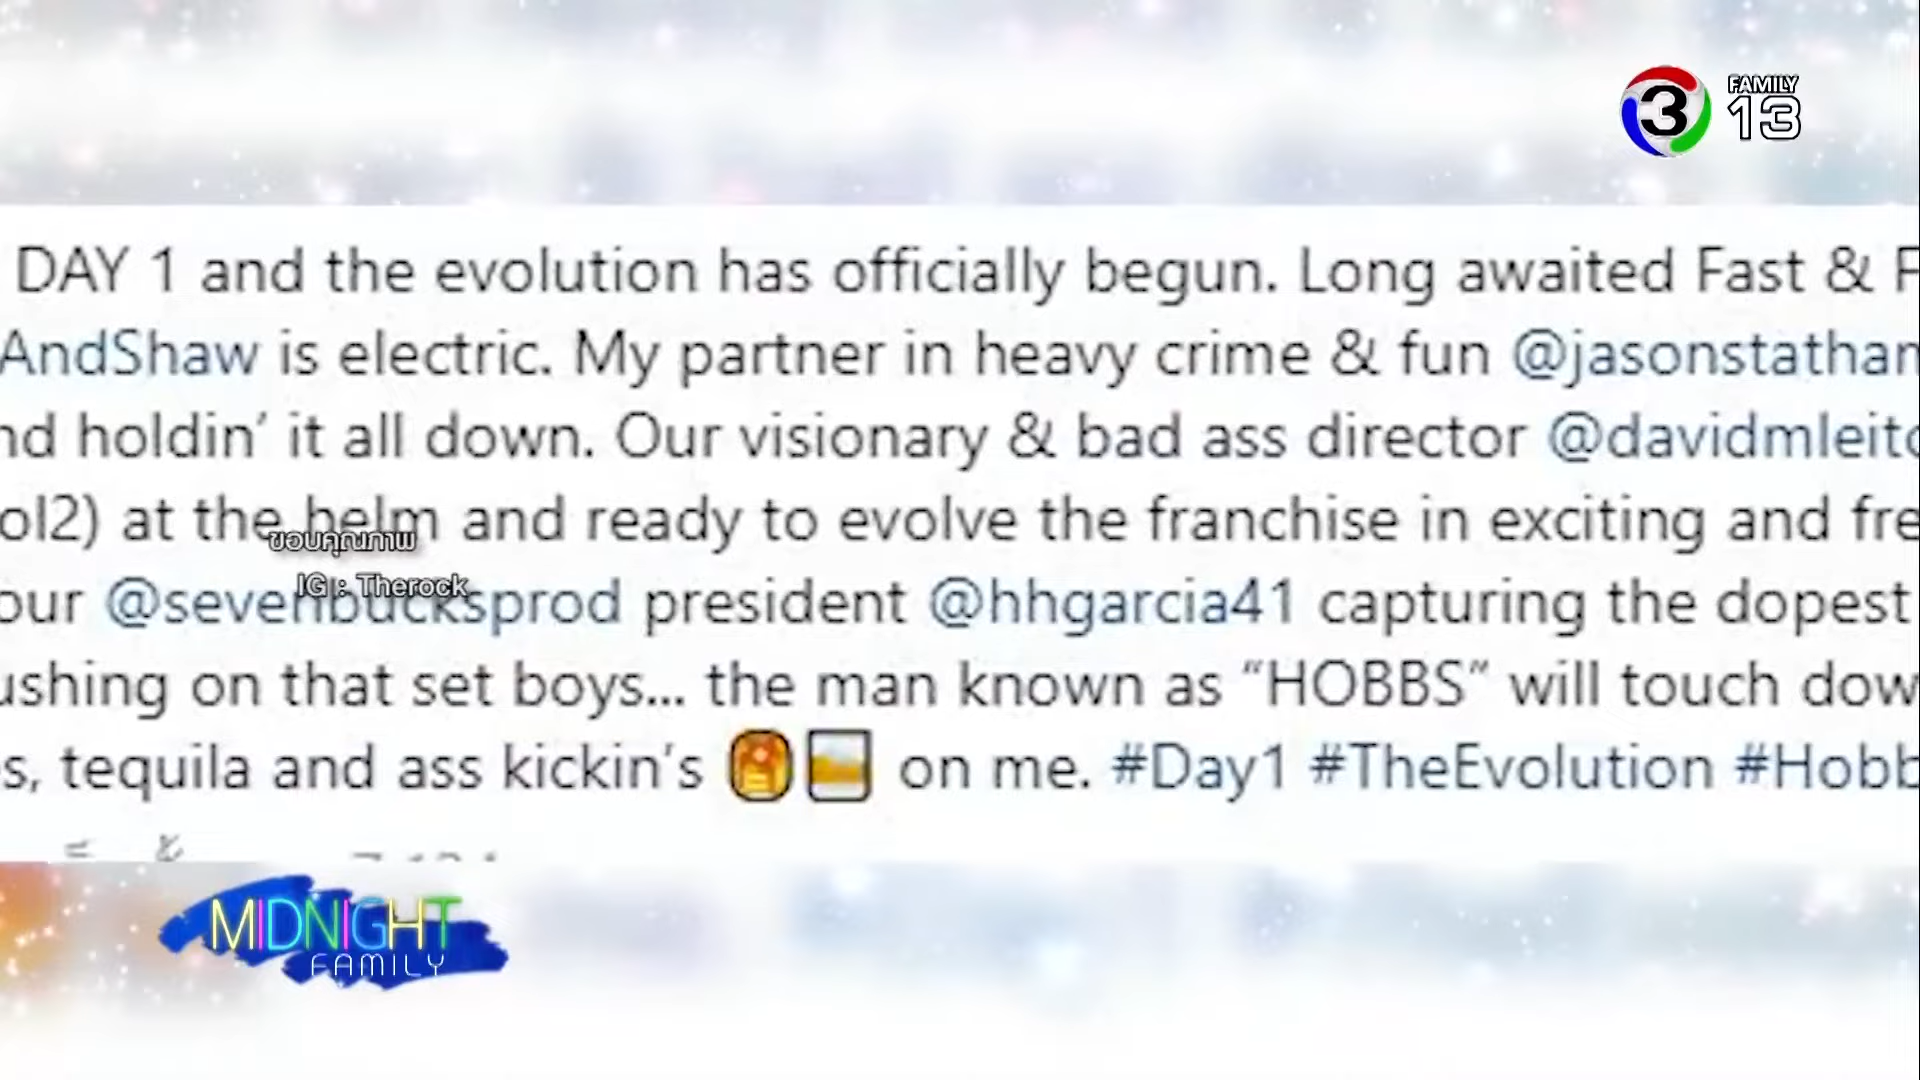 FAMILY
3 13
DAY 1 and the evolution has officially begun. Long awaited Fast & F
AndShaw is electric. My partner in heavy crime & fun @jasonstatham
nd holdin’ it all down. Our visionary & bad ass director @davidmleitc
ol2) at the helm and ready to evolve the franchise in exciting and fre
ขอบคุณภาพ
IG : Therock
our @sevenbucksprod president @hhgarcia41 capturing the dopest
ushing on that set boys... the man known as “HOBBS” will touch dow
s, tequila and ass kickin’s 🥃 on me. #Day1 #TheEvolution #Hobb
MIDNIGHT
FAMILY